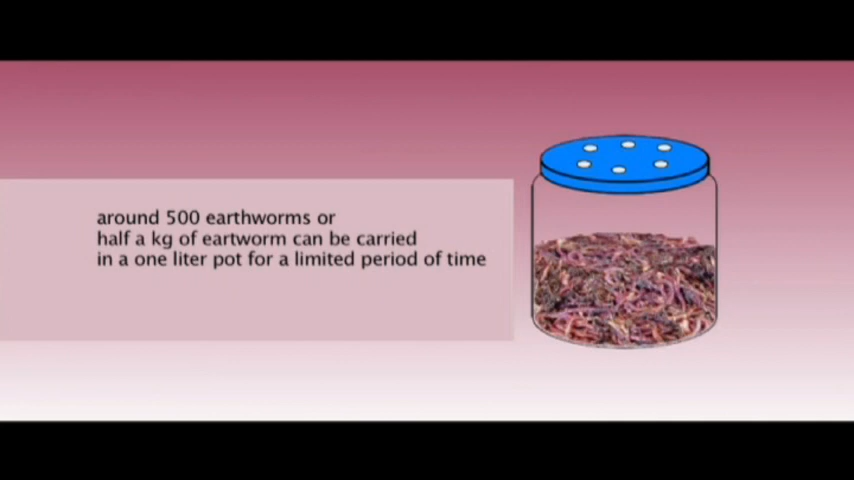 around 500 earthworms or
half a kg of eartworm can be carried
in a one liter pot for a limited period of time